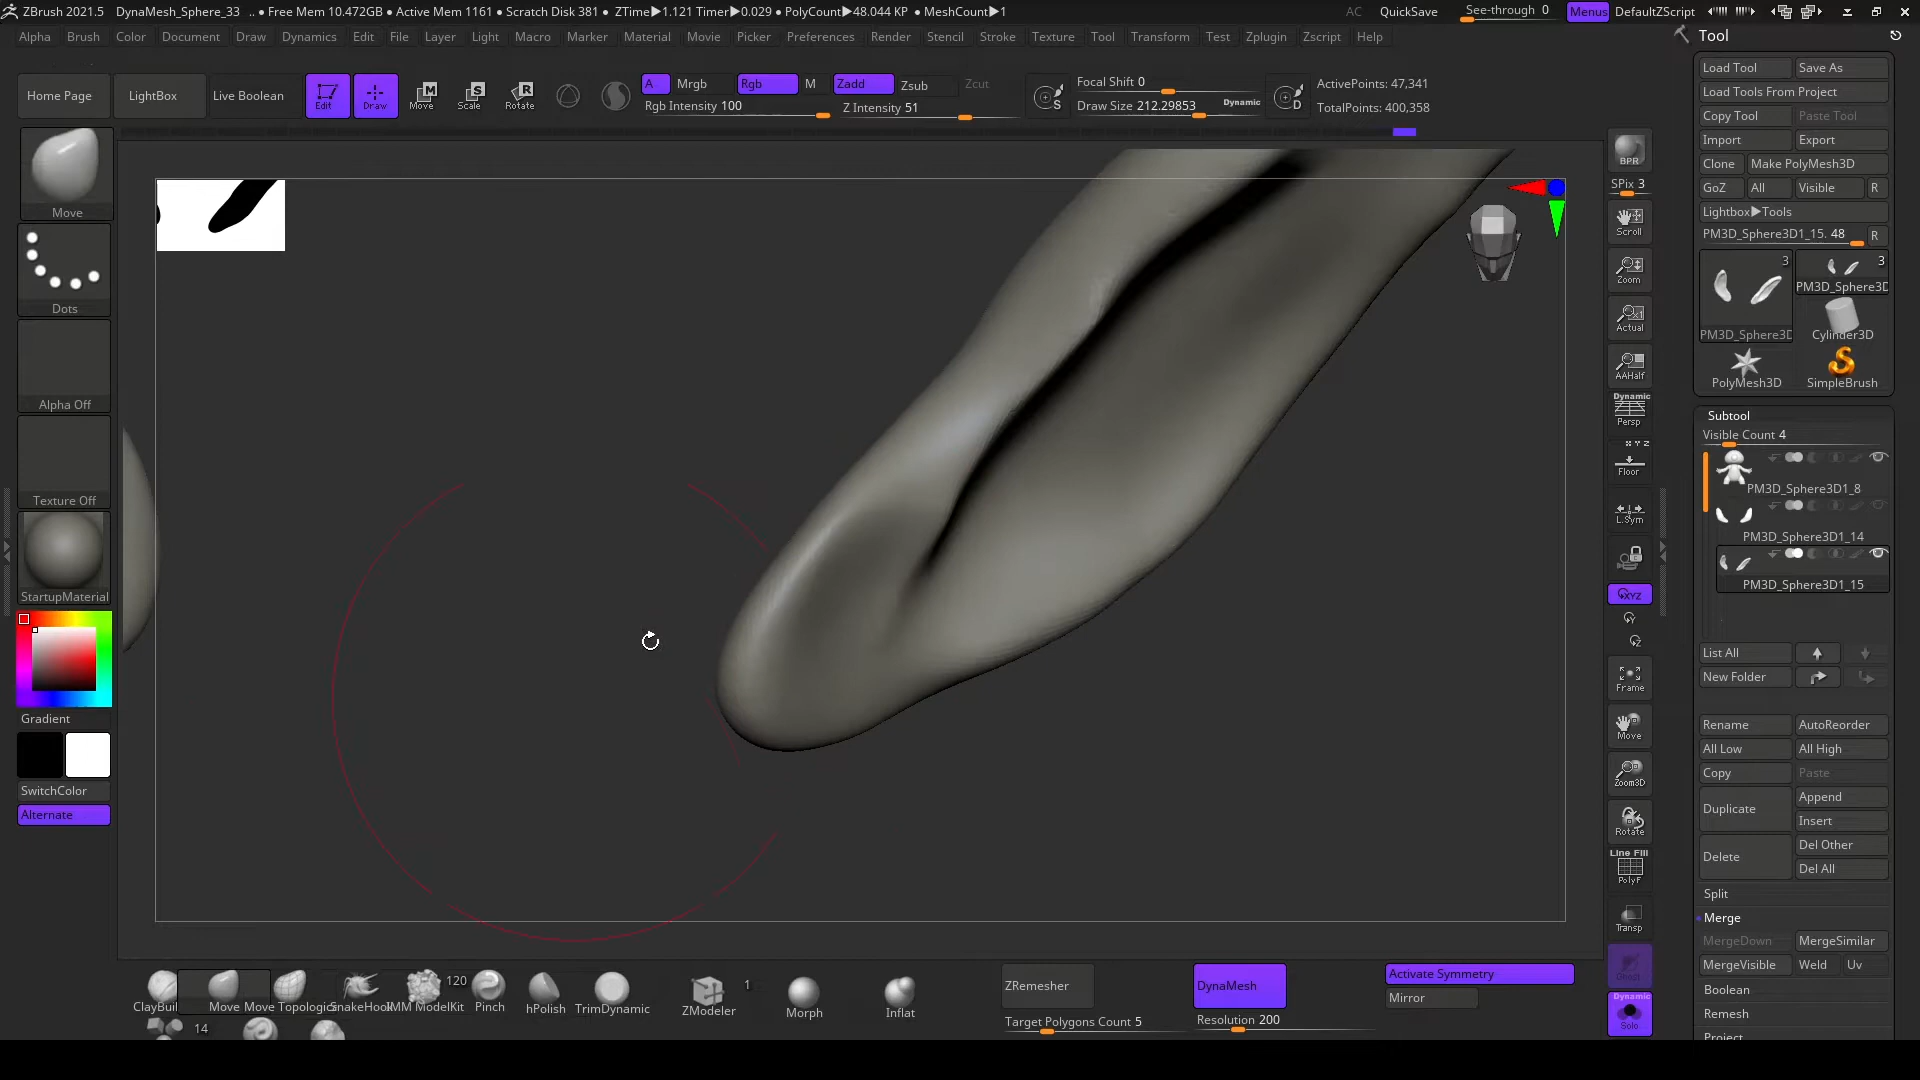 ZBrush 2021.5 DynaMesh_Sphere_33 .. ● Free Mem 10.472GB ● Active Mem 1161 ● Scratch Disk 381 ● ZTime▶1.121 Timer▶0.029 ● PolyCount▶48.044 KP ● MeshCount▶1 AC QuickSave See-through 0 Menus DefaultZScript
Alpha Brush Color Document Draw Dynamics Edit File Layer Light Macro Marker Material Movie Picker Preferences Render Stencil Stroke Texture Tool Transform Test Zplugin Zscript Help
Home Page LightBox Live Boolean Edit Draw Move Scale Rotate
A Mrgb Rgb M Zadd Zsub Zcut
Rgb Intensity 100 Z Intensity 51
S Focal Shift 0 D
Draw Size 212.29853 Dynamic
ActivePoints: 47,341
TotalPoints: 400,358
Move
Dots
Alpha Off
Texture Off
StartupMaterial
Gradient
SwitchColor
Alternate
BPR
SPix 3
Scroll
Zoom
Actual
AAHalf
Dynamic
Persp
X Y Z
Floor
L.Sym
XYZ
Y
Z
Frame
Move
Zoom3D
Rotate
Line Fill
PolyF
Transp
Dynamic
Solo
Tool
Load Tool Save As
Load Tools From Project
Copy Tool Paste Tool
Import Export
Clone Make PolyMesh3D
GoZ All Visible R
Lightbox▶Tools
PM3D_Sphere3D1_15. 48 R
3 3
PM3D_Sphere3D
PM3D_Sphere3D Cylinder3D
PolyMesh3D SimpleBrush
Subtool
Visible Count 4
PM3D_Sphere3D1_8
PM3D_Sphere3D1_14
PM3D_Sphere3D1_15
List All
New Folder
Rename AutoReorder
All Low All High
Copy Paste
Duplicate Append
Insert
Delete Del Other
Del All
Split
Merge
MergeDown MergeSimilar
MergeVisible Weld Uv
Boolean
Remesh
Project
ClayBuil Move Move Topologic SnakeHook IMM ModelKit 120 Pinch hPolish TrimDynamic ZModeler 1 Morph Inflat
14
ZRemesher
Target Polygons Count 5
DynaMesh
Resolution 200
Activate Symmetry
Mirror